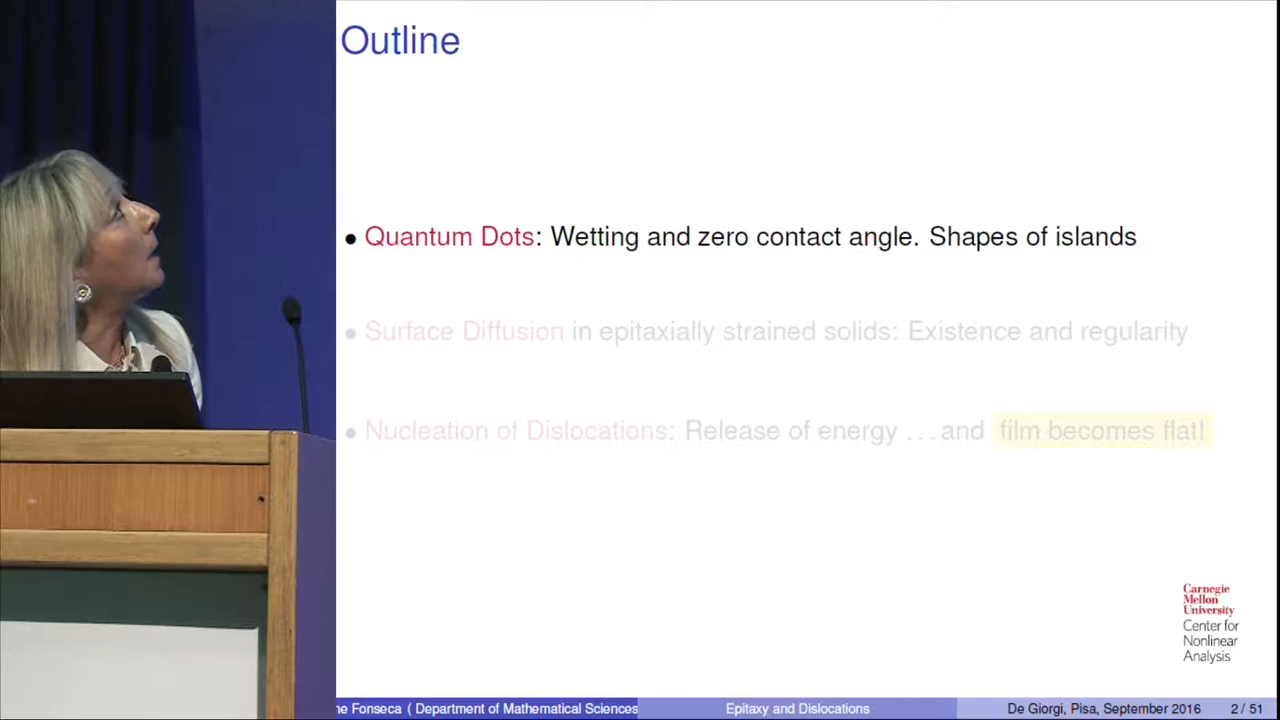 Outline
• Quantum Dots: Wetting and zero contact angle. Shapes of islands
• Surface Diffusion in epitaxially strained solids: Existence and regularity
• Nucleation of Dislocations: Release of energy ... and film becomes flat!
Carnegie
Mellon
University
Center for
Nonlinear
Analysis
ne Fonseca ( Department of Mathematical Sciences
Epitaxy and Dislocations
De Giorgi, Pisa, September 2016 2 / 51